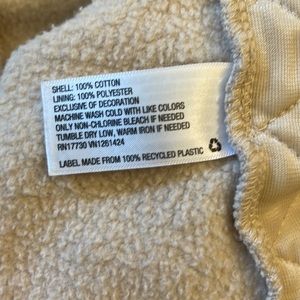 SHELL: 100% COTTON
LINING: 100% POLYESTER
EXCLUSIVE OF DECORATION
MACHINE WASH COLD WITH LIKE COLORS
ONLY NON-CHLORINE BLEACH IF NEEDED
TUMBLE DRY LOW, WARM IRON IF NEEDED
RN17730 VN1261424
LABEL MADE FROM 100% RECYCLED PLASTIC